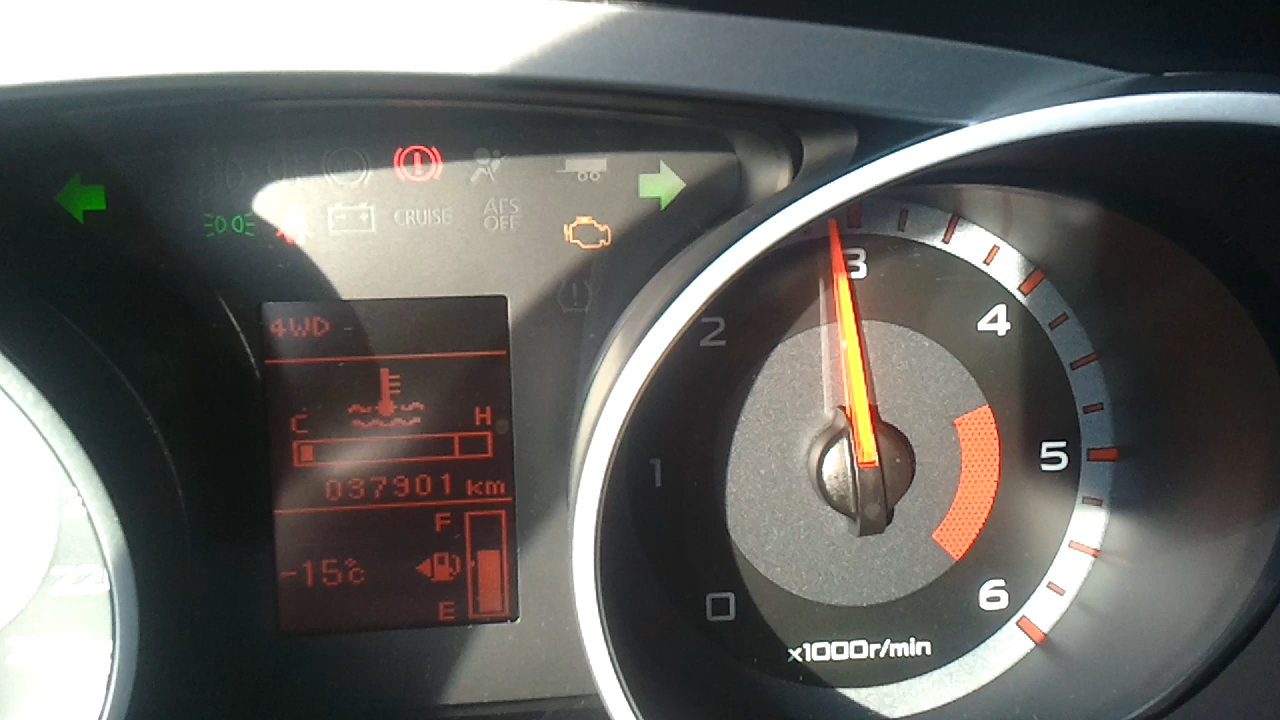 CRUISE
AFS
OFF
4WD -
C H
037901 km
F
-15°C
E
0
1
2
3
4
5
6
x1000r/min